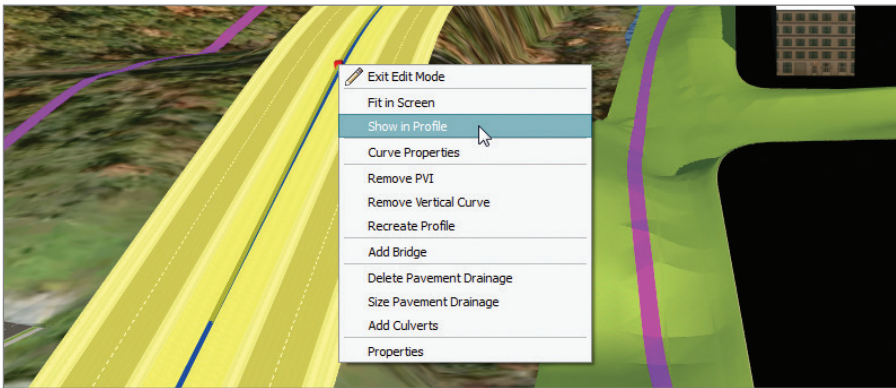 Exit Edit Mode
Fit in Screen
Show in Profile
Curve Properties
Remove PVI
Remove Vertical Curve
Recreate Profile
Add Bridge
Delete Pavement Drainage
Size Pavement Drainage
Add Culverts
Properties